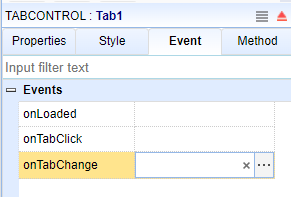 TABCONTROL : Tab1
Properties Style Event Method
Input filter text
Events
onLoaded
onTabClick
onTabChange